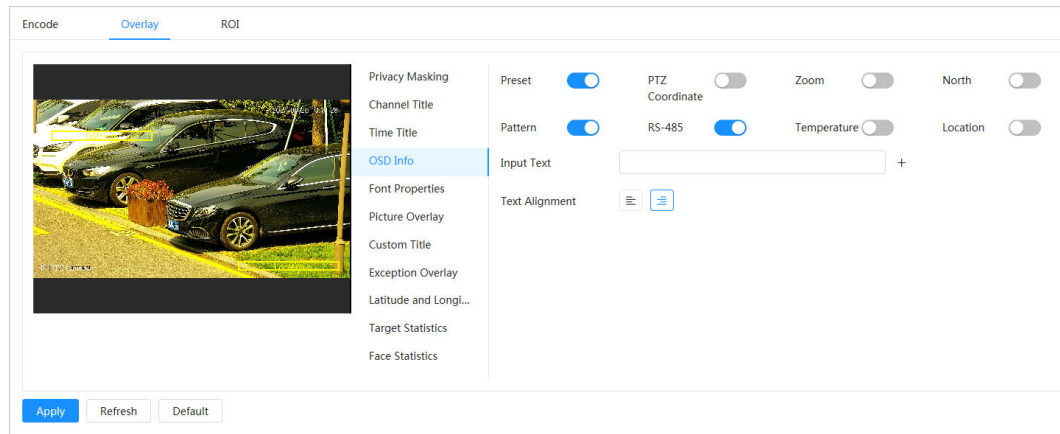 Encode Overlay ROI
Privacy Masking
Channel Title
Time Title
OSD Info
Font Properties
Picture Overlay
Custom Title
Exception Overlay
Latitude and Longi...
Target Statistics
Face Statistics
Preset PTZ Coordinate Zoom North
Pattern RS-485 Temperature Location
Input Text +
Text Alignment
Apply Refresh Default